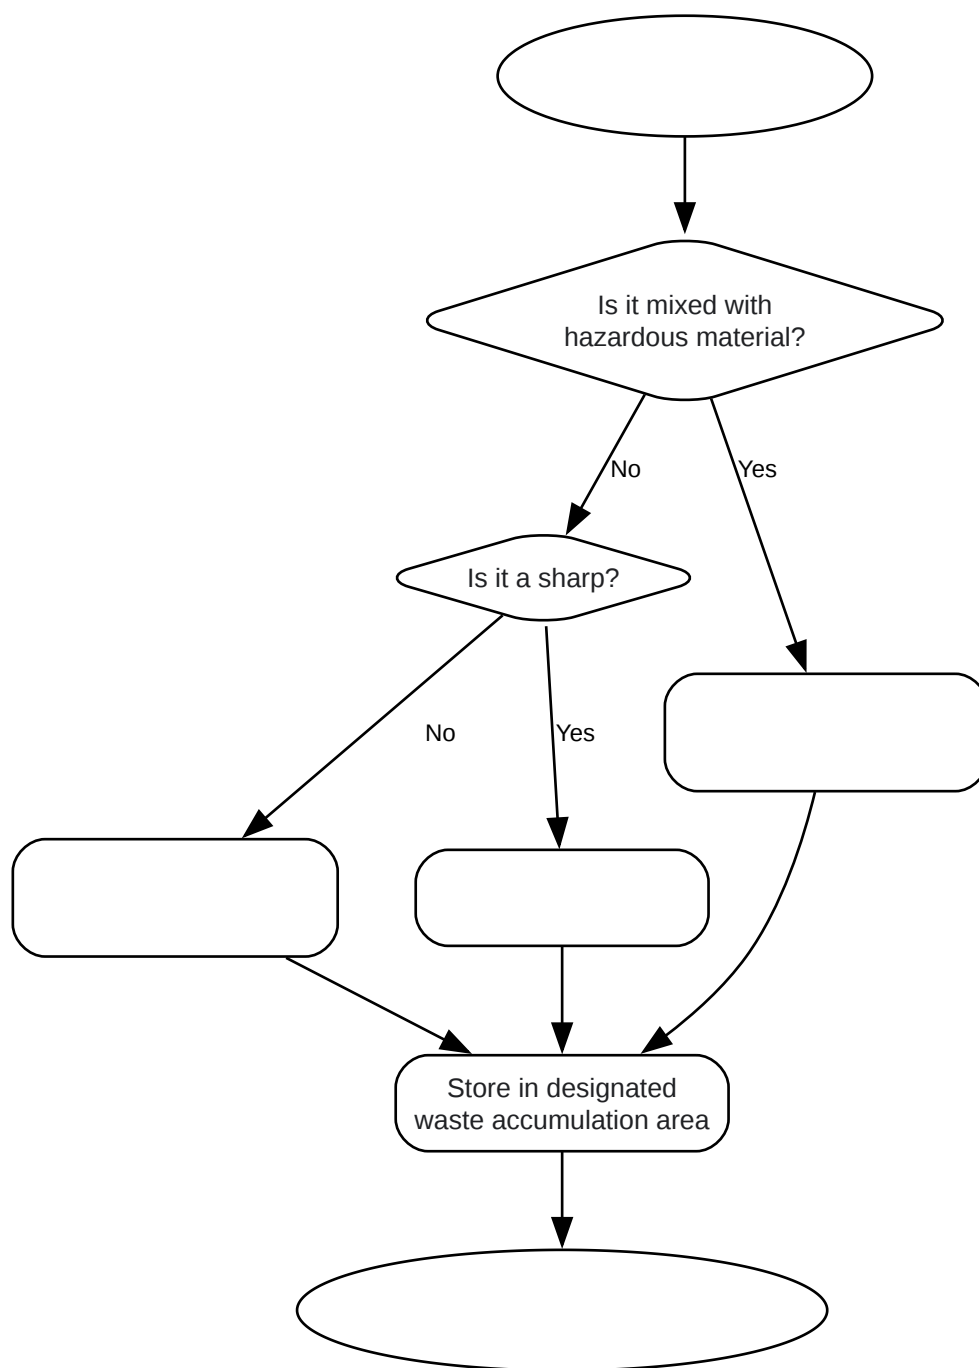 Is it mixed with
hazardous material?
No
Yes
Is it a sharp?
No
Yes
Store in designated
waste accumulation area